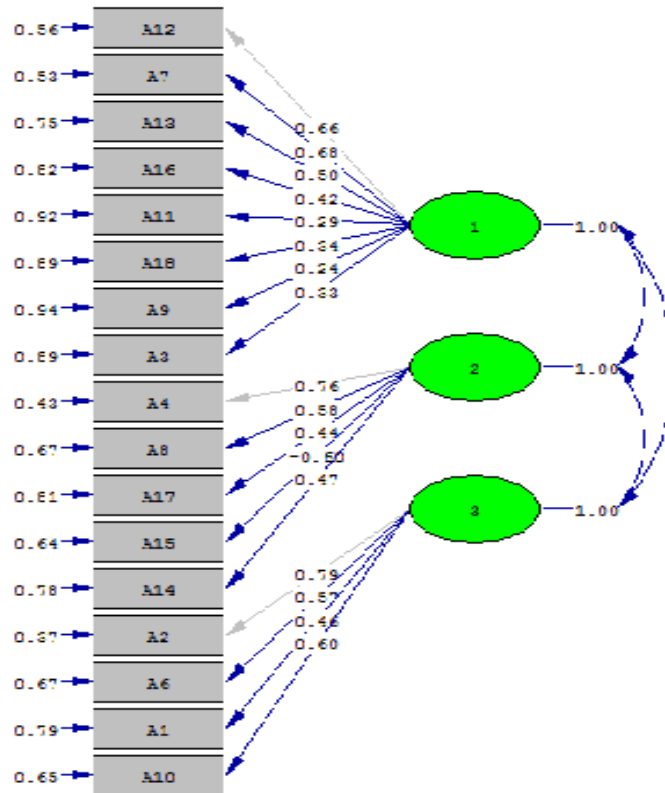 0.56 A12
0.53 A7
0.75 A13
0.82 A16
0.92 A11
0.89 A18
0.94 A9
0.89 A3
0.43 A4
0.67 A8
0.81 A17
0.64 A15
0.78 A14
0.37 A2
0.67 A6
0.79 A1
0.65 A10
0.66
0.68
0.50
0.42
0.29
0.34
0.24
0.33
0.76
0.58
0.44
-0.60
0.47
0.79
0.57
0.46
0.60
1 1.00
2 1.00
3 1.00